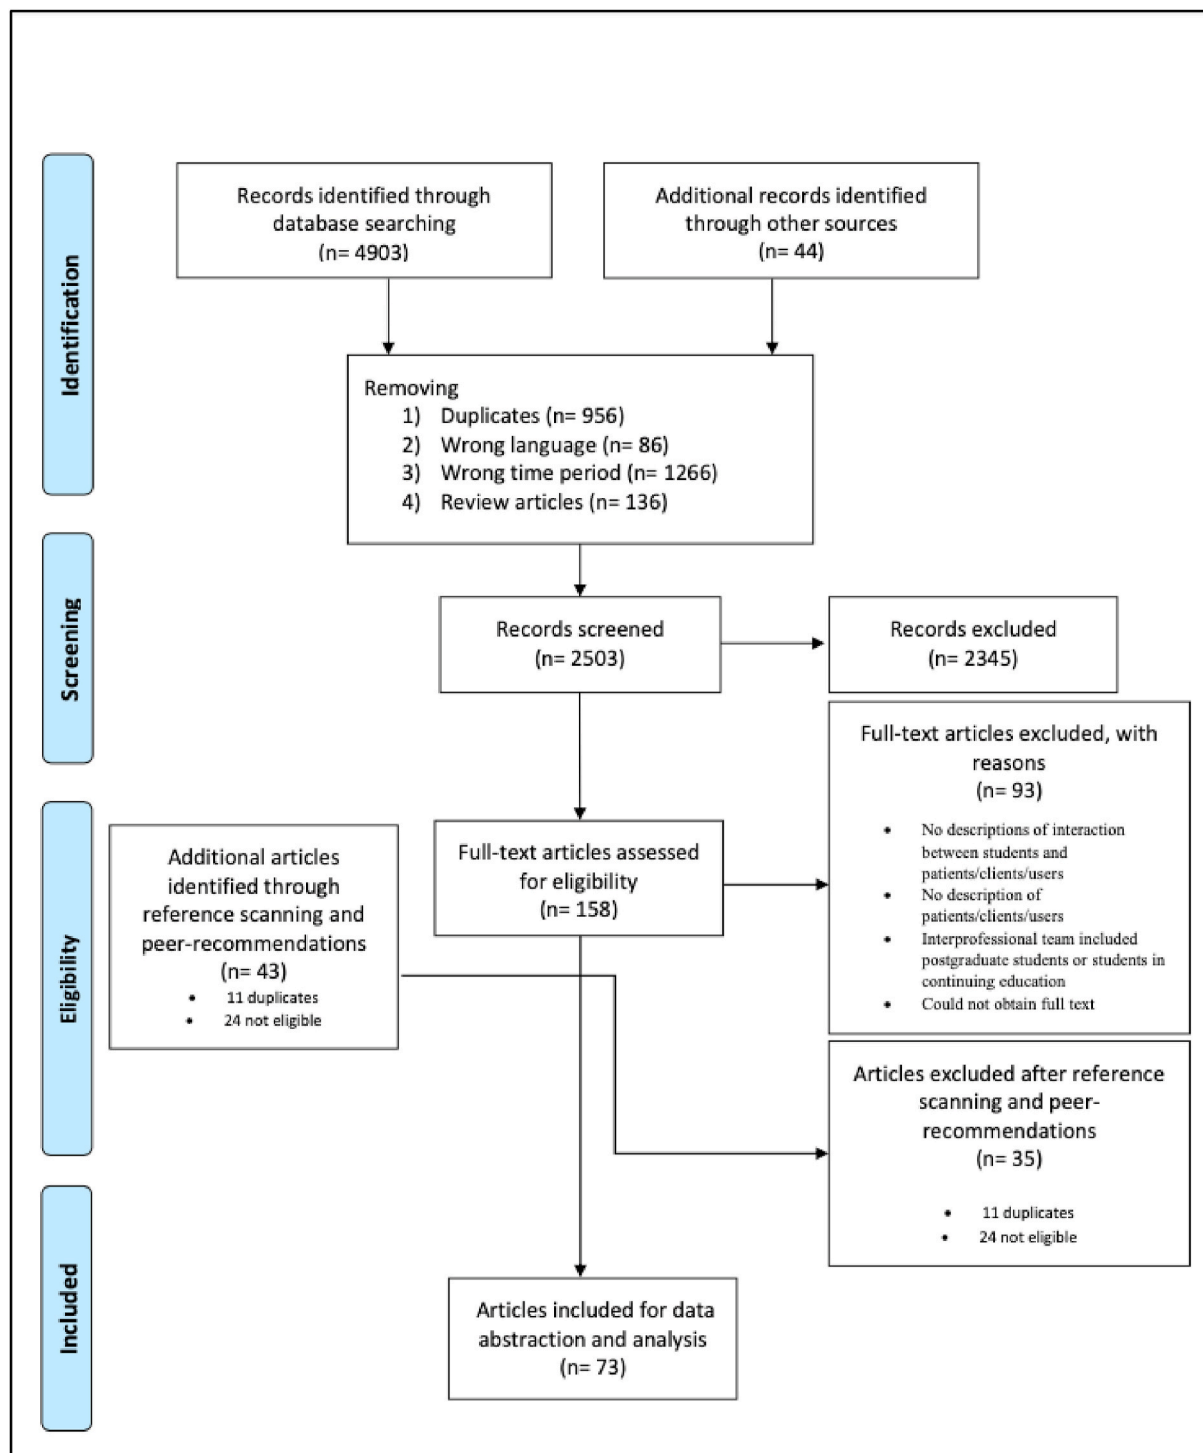 Identification
Records identified through
database searching
(n= 4903)
Additional records identified
through other sources
(n= 44)
Removing
1) Duplicates (n= 956)
2) Wrong language (n= 86)
3) Wrong time period (n= 1266)
4) Review articles (n= 136)
Screening
Records screened
(n= 2503)
Records excluded
(n= 2345)
Eligibility
Additional articles
identified through
reference scanning and
peer-recommendations
(n= 43)
• 11 duplicates
• 24 not eligible
Full-text articles assessed
for eligibility
(n= 158)
Full-text articles excluded, with
reasons
(n= 93)
• No descriptions of interaction
between students and
patients/clients/users
• No description of
patients/clients/users
• Interprofessional team included
postgraduate students or students in
continuing education
• Could not obtain full text
Articles excluded after reference
scanning and peer-
recommendations
(n= 35)
• 11 duplicates
• 24 not eligible
Included
Articles included for data
abstraction and analysis
(n= 73)